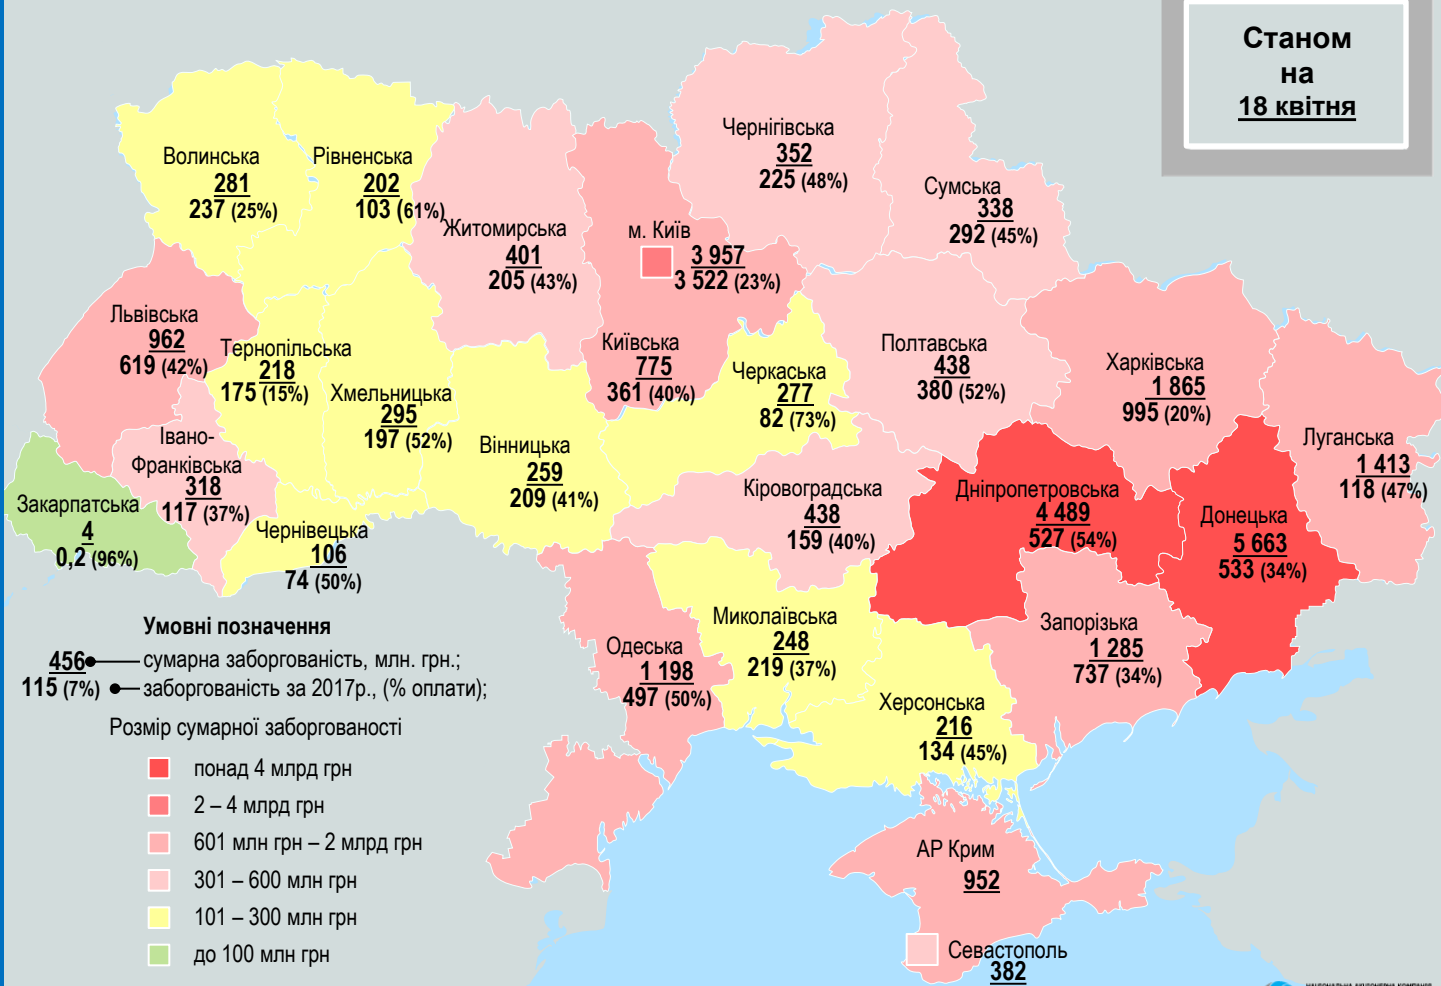 Станом
на
18 квітня
Чернігівська
352
225 (48%)
Волинська
281
237 (25%)
Рівненська
202
103 (61%)
Сумська
338
292 (45%)
Житомирська
401
205 (43%)
м. Київ
3 957
3 522 (23%)
Львівська
962
619 (42%)
Тернопільська
218
175 (15%)
Київська
775
361 (40%)
Полтавська
438
380 (52%)
Харківська
1 865
995 (20%)
Черкаська
277
82 (73%)
Хмельницька
295
197 (52%)
Івано-
Франківська
318
117 (37%)
Вінницька
259
209 (41%)
Луганська
1 413
118 (47%)
Кіровоградська
438
159 (40%)
Дніпропетровська
4 489
527 (54%)
Донецька
5 663
533 (34%)
Закарпатська
4
0,2 (96%)
Чернівецька
106
74 (50%)
Миколаївська
248
219 (37%)
Запорізька
1 285
737 (34%)
Одеська
1 198
497 (50%)
Херсонська
216
134 (45%)
АР Крим
952
Севастополь
382
Умовні позначення
456 сумарна заборгованість, млн. грн.;
115 (7%) заборгованість за 2017р., (% оплати);
Розмір сумарної заборгованості
понад 4 млрд грн
2 – 4 млрд грн
601 млн грн – 2 млрд грн
301 – 600 млн грн
101 – 300 млн грн
до 100 млн грн